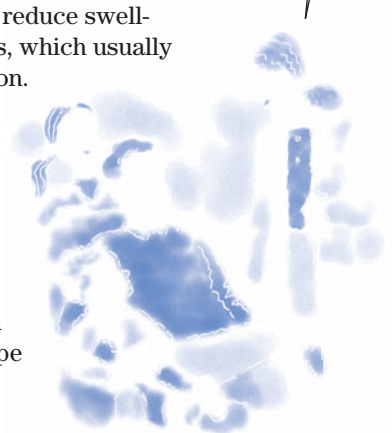 reduce swell-
s, which usually
on.
pe